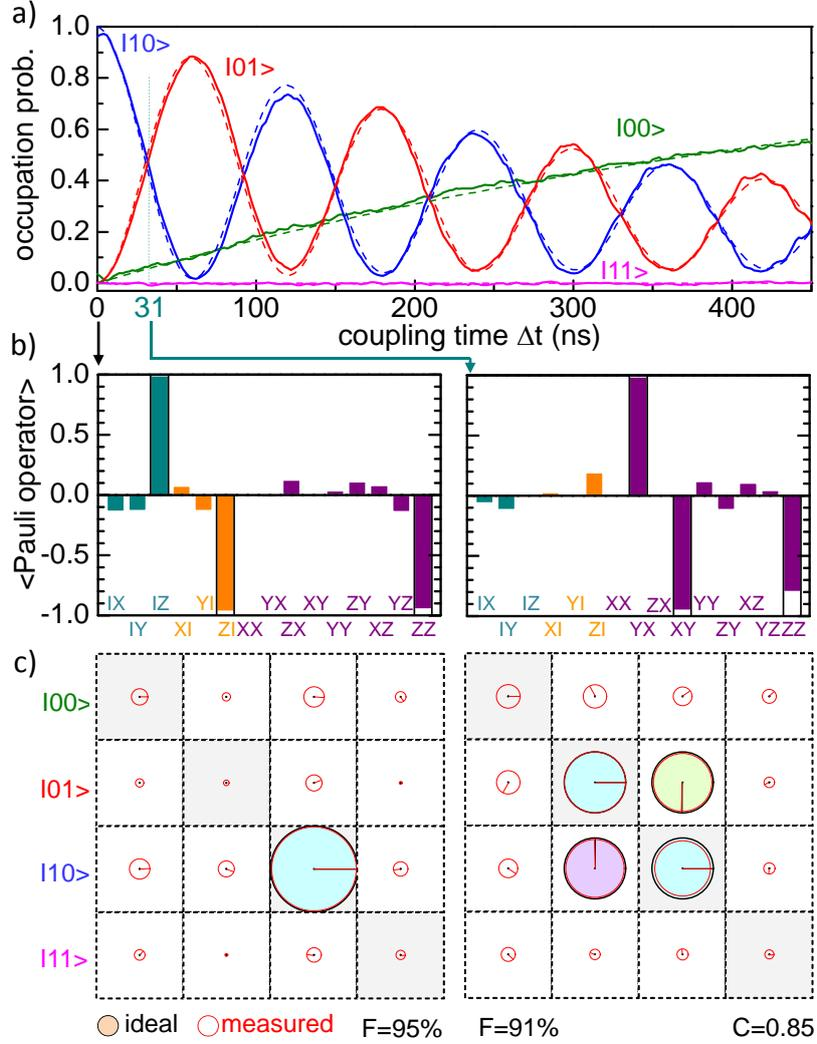 a)
occupation prob.
1.0
0.8
0.6
0.4
0.2
0.0
I10>
I01>
I00>
I11>
0 31 100 200 300 400
coupling time Δt (ns)
b)
<Pauli operator>
1.0
0.5
0.0
-0.5
-1.0
IX IZ YI YX XY ZY YZ
IY XI ZI XX ZX YY XZ ZZ
IX IZ YI XX ZX YY XZ
IY XI ZI YX XY ZY YZ ZZ
c)
I00>
I01>
I10>
I11>
ideal measured F=95% F=91% C=0.85